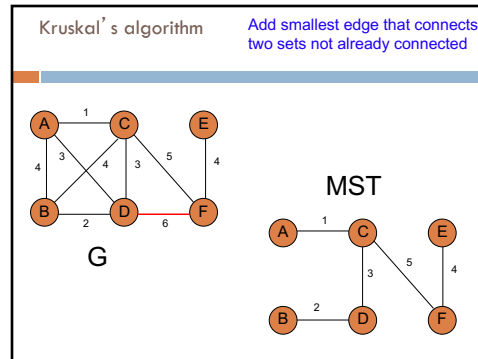 Kruskal's algorithm
Add smallest edge that connects
two sets not already connected
1
A C E
4 3 4 3 5 4
B D F
2 6
G
MST
1
A C E
3 5 4
2
B D F